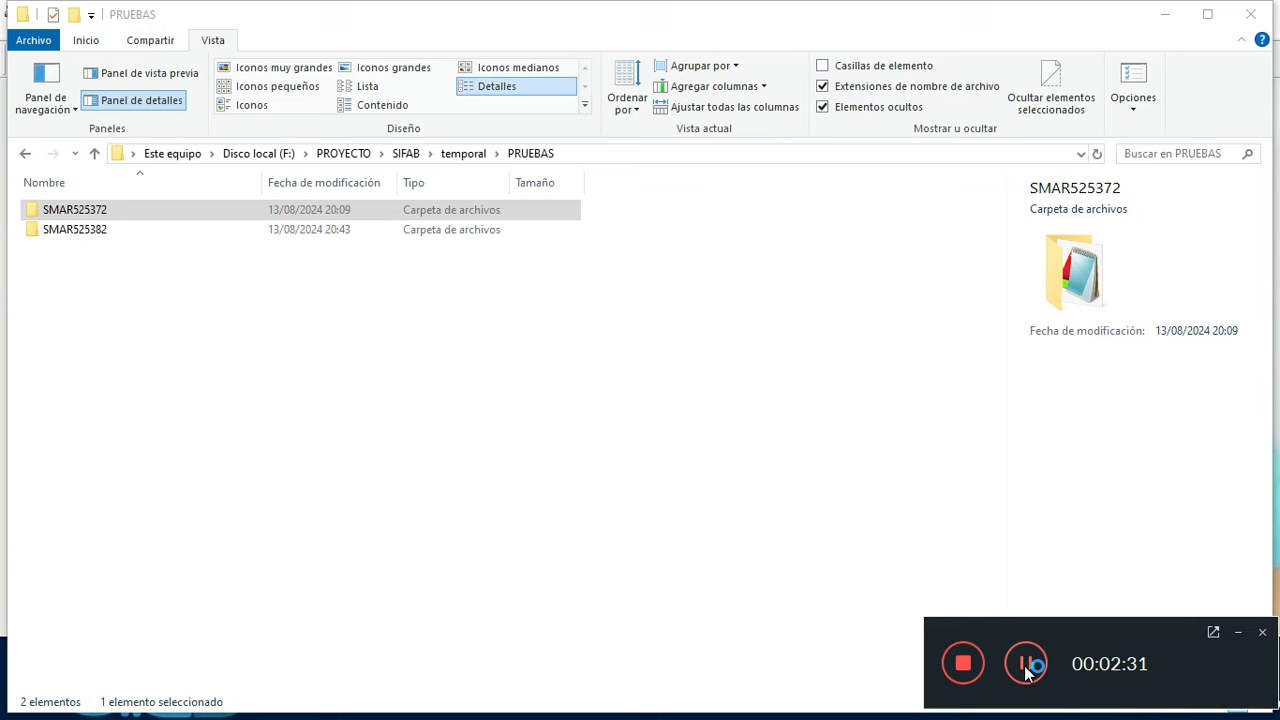 PRUEBAS
Archivo Inicio Compartir Vista
Panel de navegación
Panel de vista previa
Panel de detalles
Paneles
Iconos muy grandes Iconos grandes Iconos medianos
Iconos pequeños Lista Detalles
Iconos Contenido
Diseño
Ordenar por
Agrupar por
Agregar columnas
Ajustar todas las columnas
Vista actual
Casillas de elemento
Extensiones de nombre de archivo
Elementos ocultos
Ocultar elementos seleccionados
Mostrar u ocultar
Opciones
Este equipo Disco local (F:) PROYECTO SIFAB temporal PRUEBAS
Buscar en PRUEBAS
Nombre Fecha de modificación Tipo Tamaño
SMAR525372 13/08/2024 20:09 Carpeta de archivos
SMAR525382 13/08/2024 20:43 Carpeta de archivos
SMAR525372
Carpeta de archivos
Fecha de modificación: 13/08/2024 20:09
00:02:31
2 elementos 1 elemento seleccionado